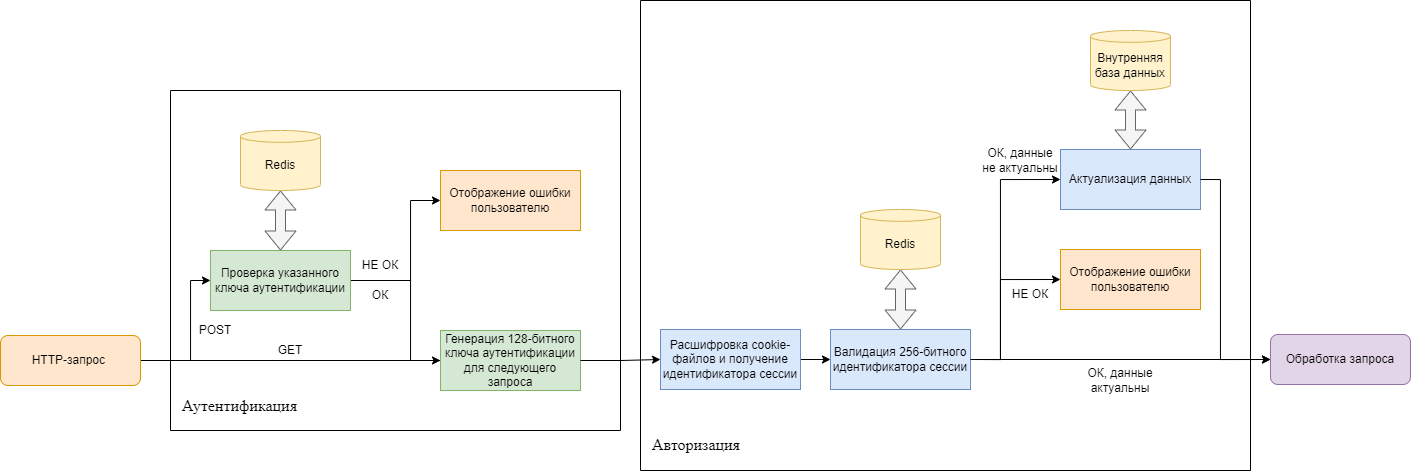 HTTP-запрос
Аутентификация
POST
GET
Redis
Проверка указанного
ключа аутентификации
НЕ ОК
ОК
Отображение ошибки
пользователю
Генерация 128-битного
ключа аутентификации
для следующего
запроса
Авторизация
Расшифровка cookie-
файлов и получение
идентификатора сессии
Redis
Валидация 256-битного
идентификатора сессии
ОК, данные
не актуальны
НЕ ОК
ОК, данные
актуальны
Внутренняя
база данных
Актуализация данных
Отображение ошибки
пользователю
Обработка запроса